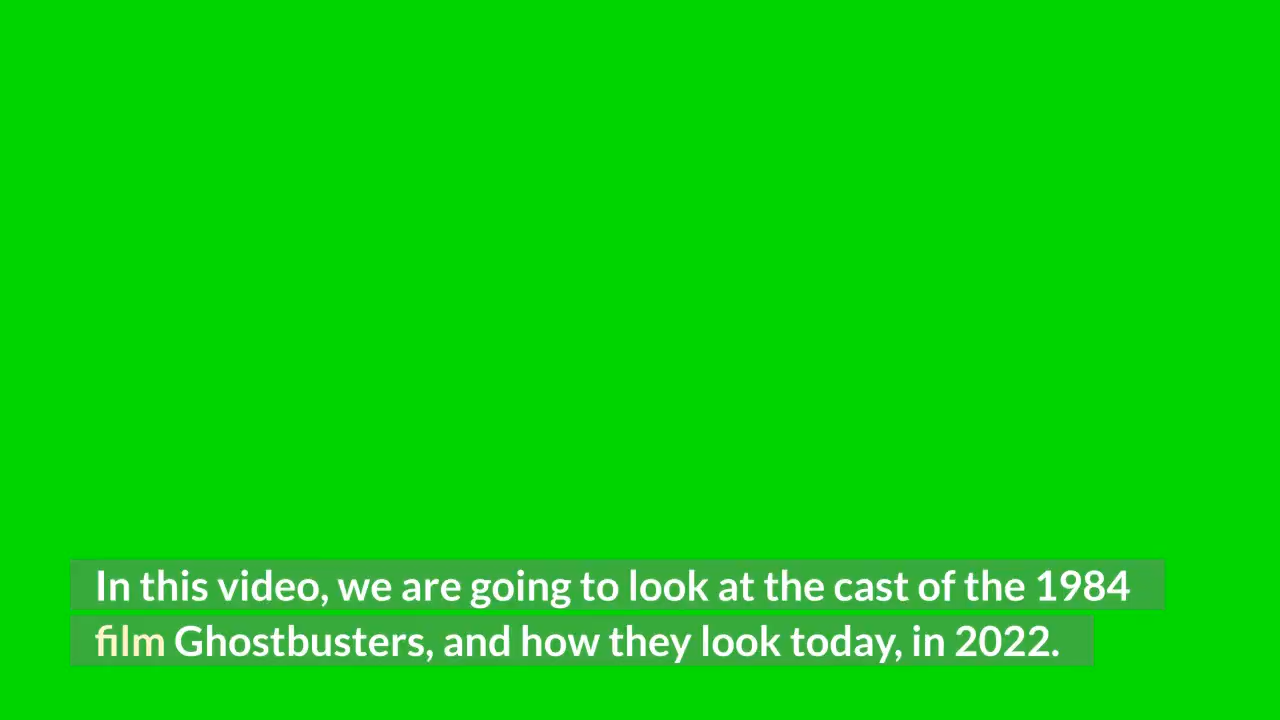 In this video, we are going to look at the cast of the 1984
film Ghostbusters, and how they look today, in 2022.